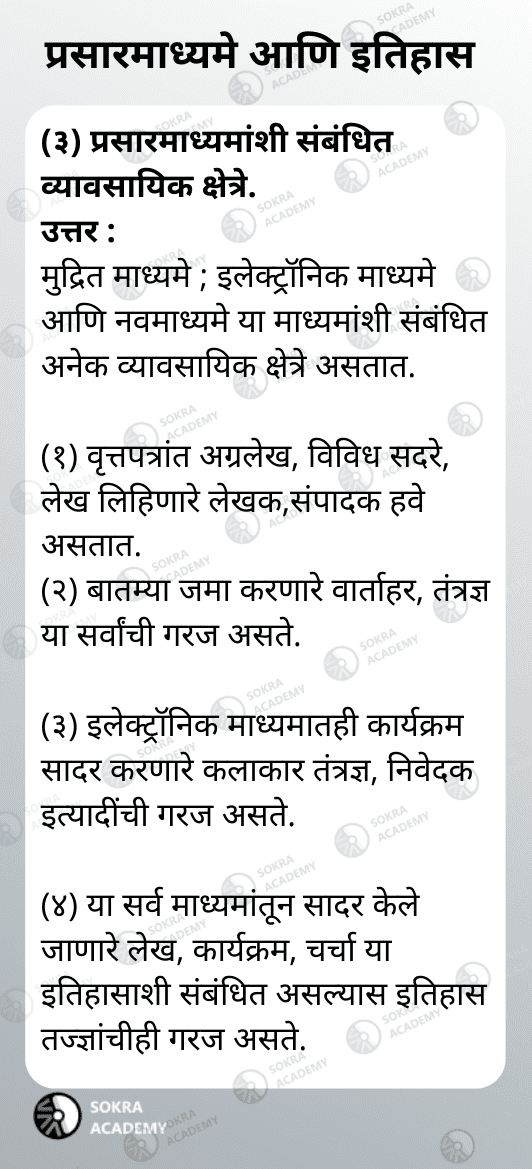 प्रसारमाध्यमे आणि इतिहास
(३) प्रसारमाध्यमांशी संबंधित
व्यावसायिक क्षेत्रे.
उत्तर :
मुद्रित माध्यमे ; इलेक्ट्रॉनिक माध्यमे
आणि नवमाध्यमे या माध्यमांशी संबंधित
अनेक व्यावसायिक क्षेत्रे असतात.
(१) वृत्तपत्रांत अग्रलेख, विविध सदरे,
लेख लिहिणारे लेखक,संपादक हवे
असतात.
(२) बातम्या जमा करणारे वार्ताहर, तंत्रज्ञ
या सर्वांची गरज असते.
(३) इलेक्ट्रॉनिक माध्यमातही कार्यक्रम
सादर करणारे कलाकार तंत्रज्ञ, निवेदक
इत्यादींची गरज असते.
(४) या सर्व माध्यमांतून सादर केले
जाणारे लेख, कार्यक्रम, चर्चा या
इतिहासाशी संबंधित असल्यास इतिहास
तज्ज्ञांचीही गरज असते.
SOKRA
ACADEMY